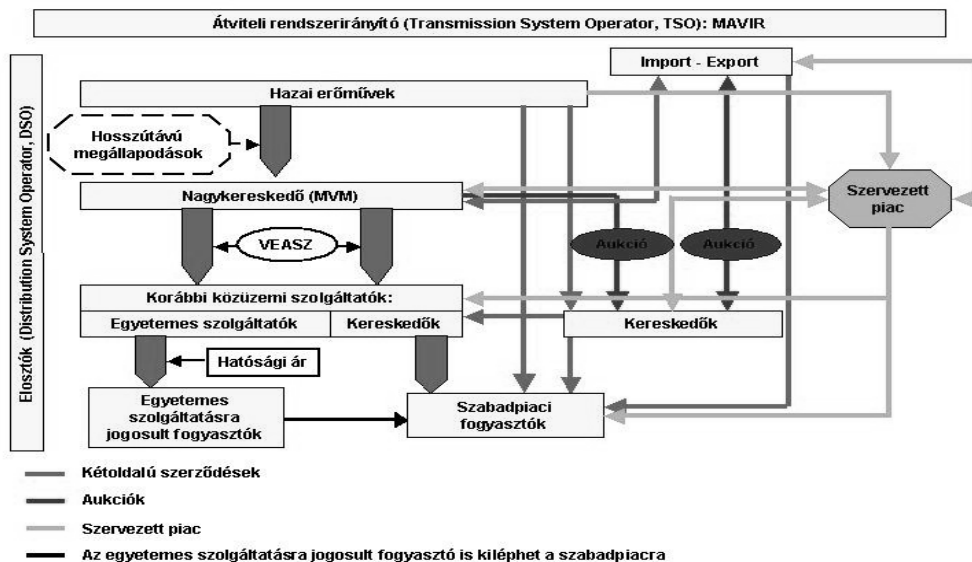 Átviteli rendszerirányító (Transmission System Operator, TSO): MAVIR
Elosztók (Distribution System Operator, DSO)
Import - Export
Hazai erőművek
Hosszútávú
megállapodások
Nagykereskedő (MVM)
Szervezett
piac
VEASZ
Aukció
Aukció
Korábbi közüzemi szolgáltatók:
Egyetemes szolgáltatók
Kereskedők
Kereskedők
Hatósági ár
Egyetemes
szolgáltatásra
jogosult fogyasztók
Szabadpiaci
fogyasztók
Kétoldalú szerződések
Aukciók
Szervezett piac
Az egyetemes szolgáltatásra jogosult fogyasztó is kiléphet a szabadpiacra